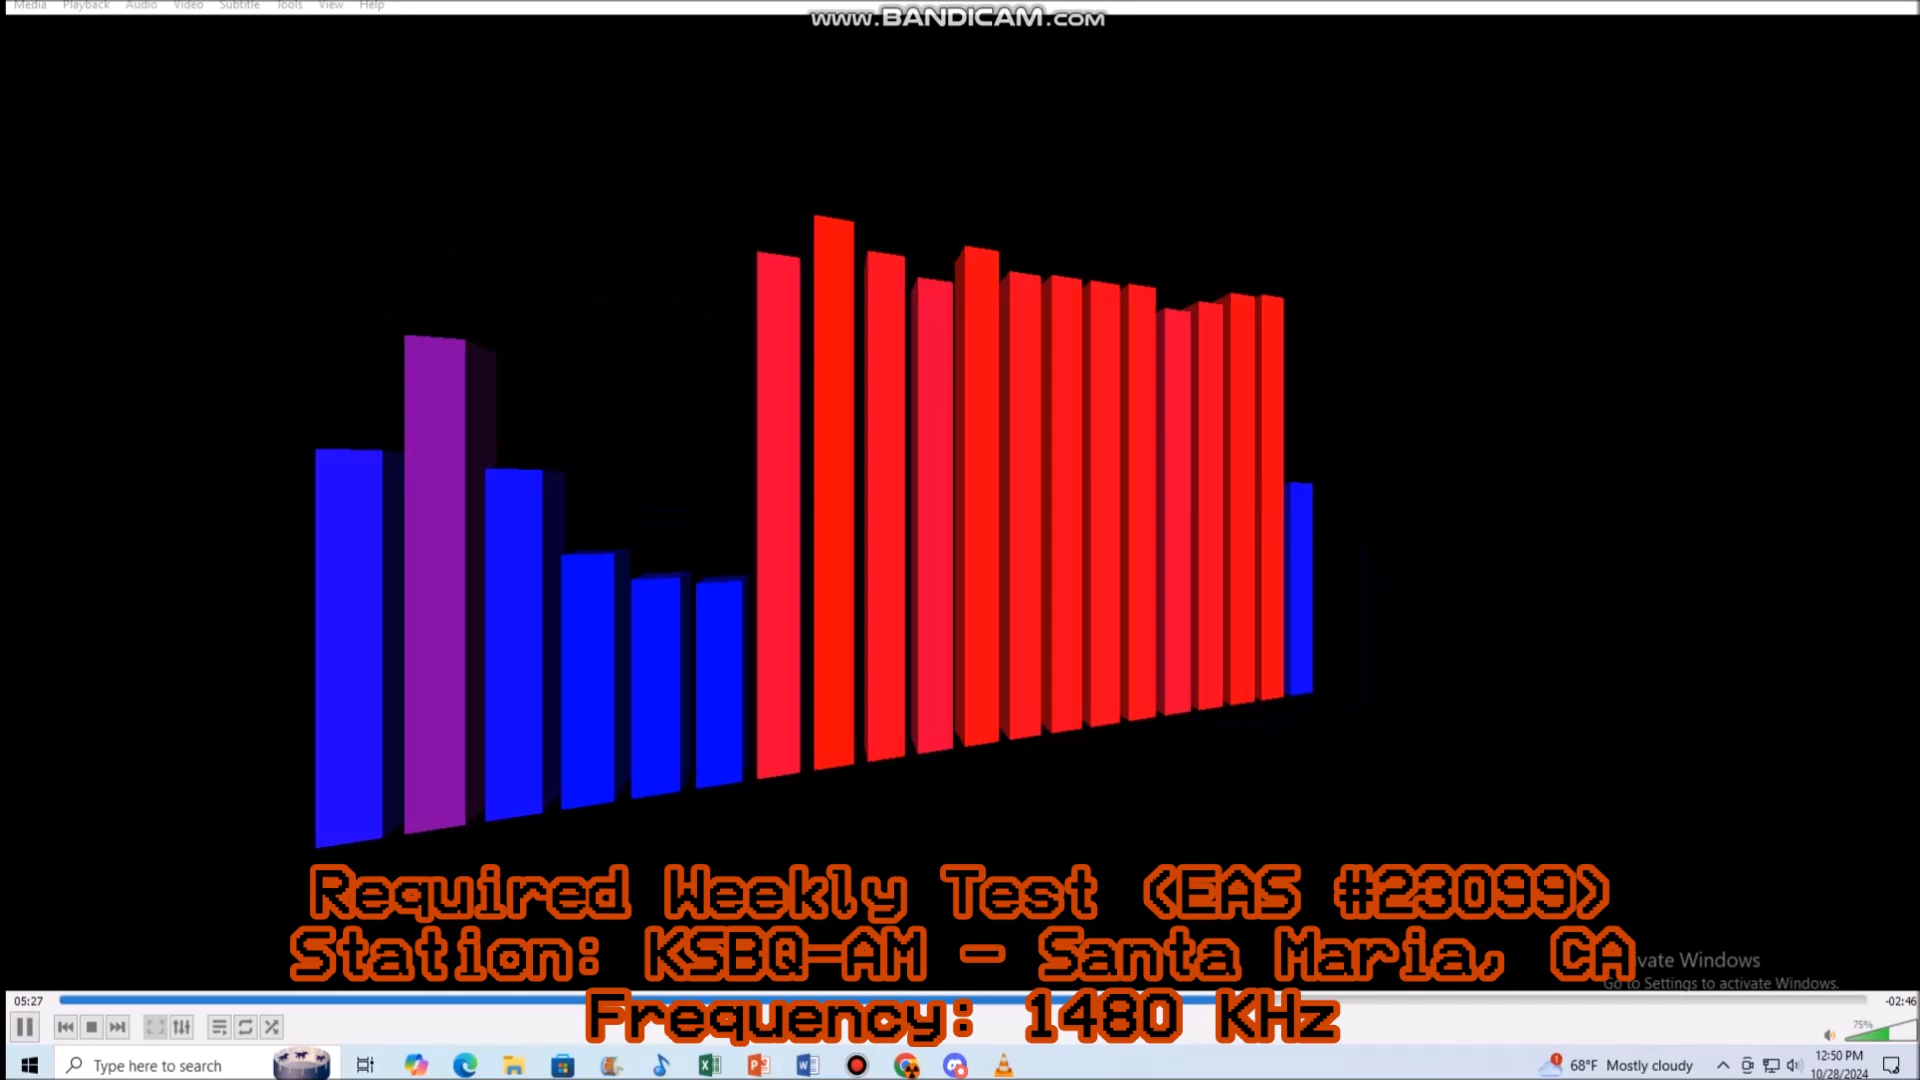 Media Playback Audio Video Subtitle Tools View Help
www.BANDICAM.com
Required Weekly Test (EAS #23099)
Station: KSBQ-AM - Santa Maria, CA
vate Windows
Go to Settings to activate Windows.
05:27
-02:46
Frequency: 1480 KHz
75%
Type here to search
1
68°F Mostly cloudy
12:50 PM
10/28/2024